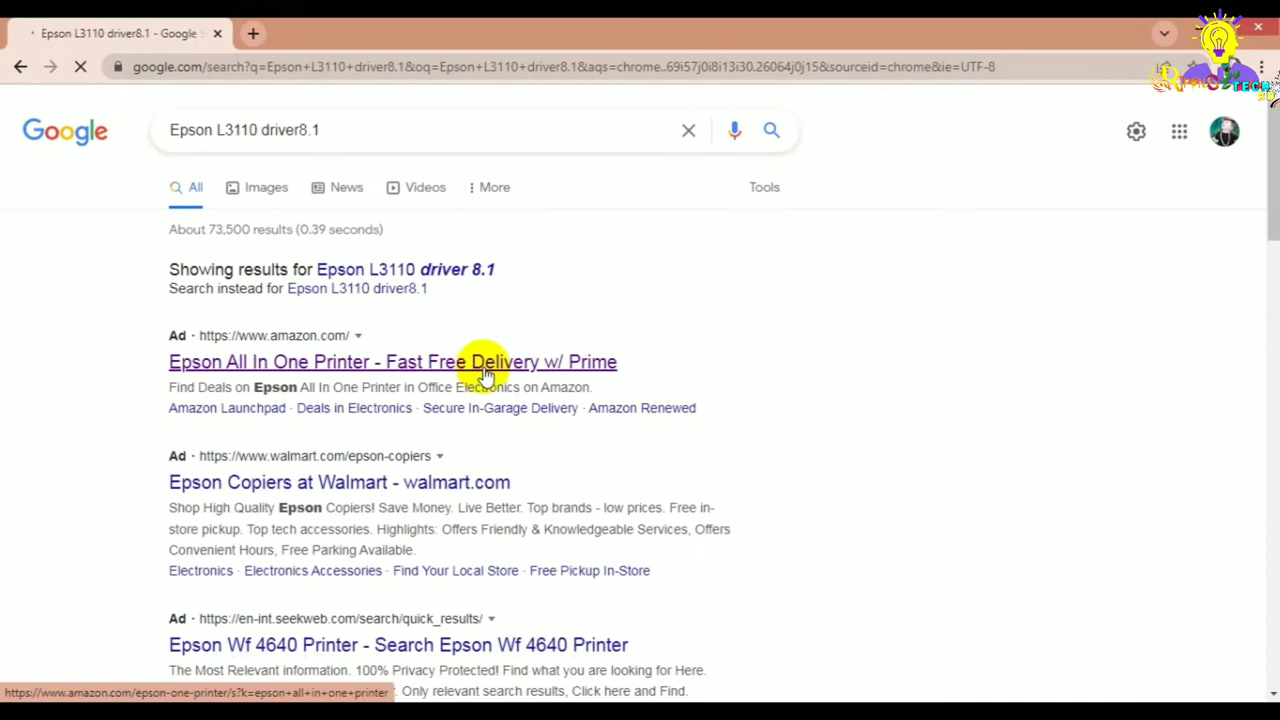 Epson L3110 driver8.1 - Google
google.com/search?q=Epson+L3110+driver8.1&oq=Epson+L3110+driver8.1&aqs=chrome..69i57j0i8i13i30.26064j0j15&sourceid=chrome&ie=UTF-8
TECH
Google
Epson L3110 driver8.1
All Images News Videos More Tools
About 73,500 results (0.39 seconds)
Showing results for Epson L3110 driver 8.1
Search instead for Epson L3110 driver8.1
Ad · https://www.amazon.com/
Epson All In One Printer - Fast Free Delivery w/ Prime
Find Deals on Epson All In One Printer in Office Electronics on Amazon.
Amazon Launchpad · Deals in Electronics · Secure In-Garage Delivery · Amazon Renewed
Ad · https://www.walmart.com/epson-copiers
Epson Copiers at Walmart - walmart.com
Shop High Quality Epson Copiers! Save Money. Live Better. Top brands - low prices. Free in-
store pickup. Top tech accessories. Highlights: Offers Friendly & Knowledgeable Services, Offers
Convenient Hours, Free Parking Available.
Electronics · Electronics Accessories · Find Your Local Store · Free Pickup In-Store
Ad · https://en-int.seekweb.com/search/quick_results/
Epson Wf 4640 Printer - Search Epson Wf 4640 Printer
The Most Relevant information. 100% Privacy Protected! Find what you are looking for Here.
. Only relevant search results, Click here and Find.
https://www.amazon.com/epson-one-printer/s?k=epson+all+in+one+printer